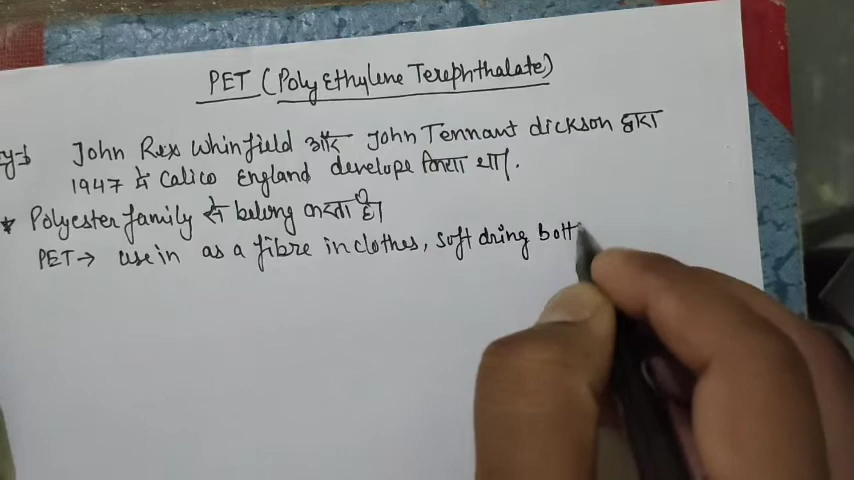 PET (Poly Ethylene Terephthalate)
John Rex Whinfield और John Tennant dickson द्वारा
1947 में Calico England develope किया था.
* Polyester family से belong करता है।
PET → use in as a fibre in clothes, soft dring bott